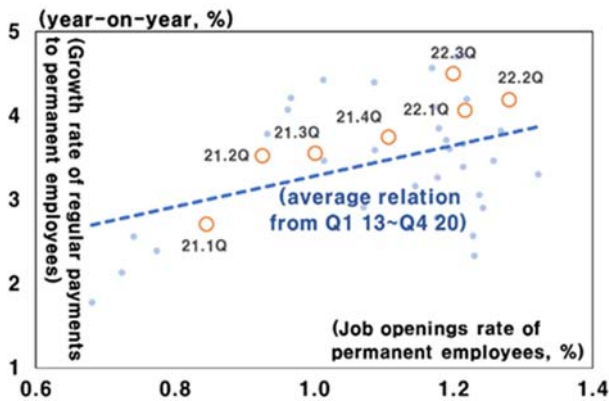 (year-on-year, %)
5
4
3
2
1
(Growth rate of regular payments
to permanent employees)
22.3Q
22.2Q
22.1Q
21.4Q
21.3Q
21.2Q
21.1Q
(average relation
from Q1 13~Q4 20)
(Job openings rate of
permanent employees, %)
0.6 0.8 1.0 1.2 1.4